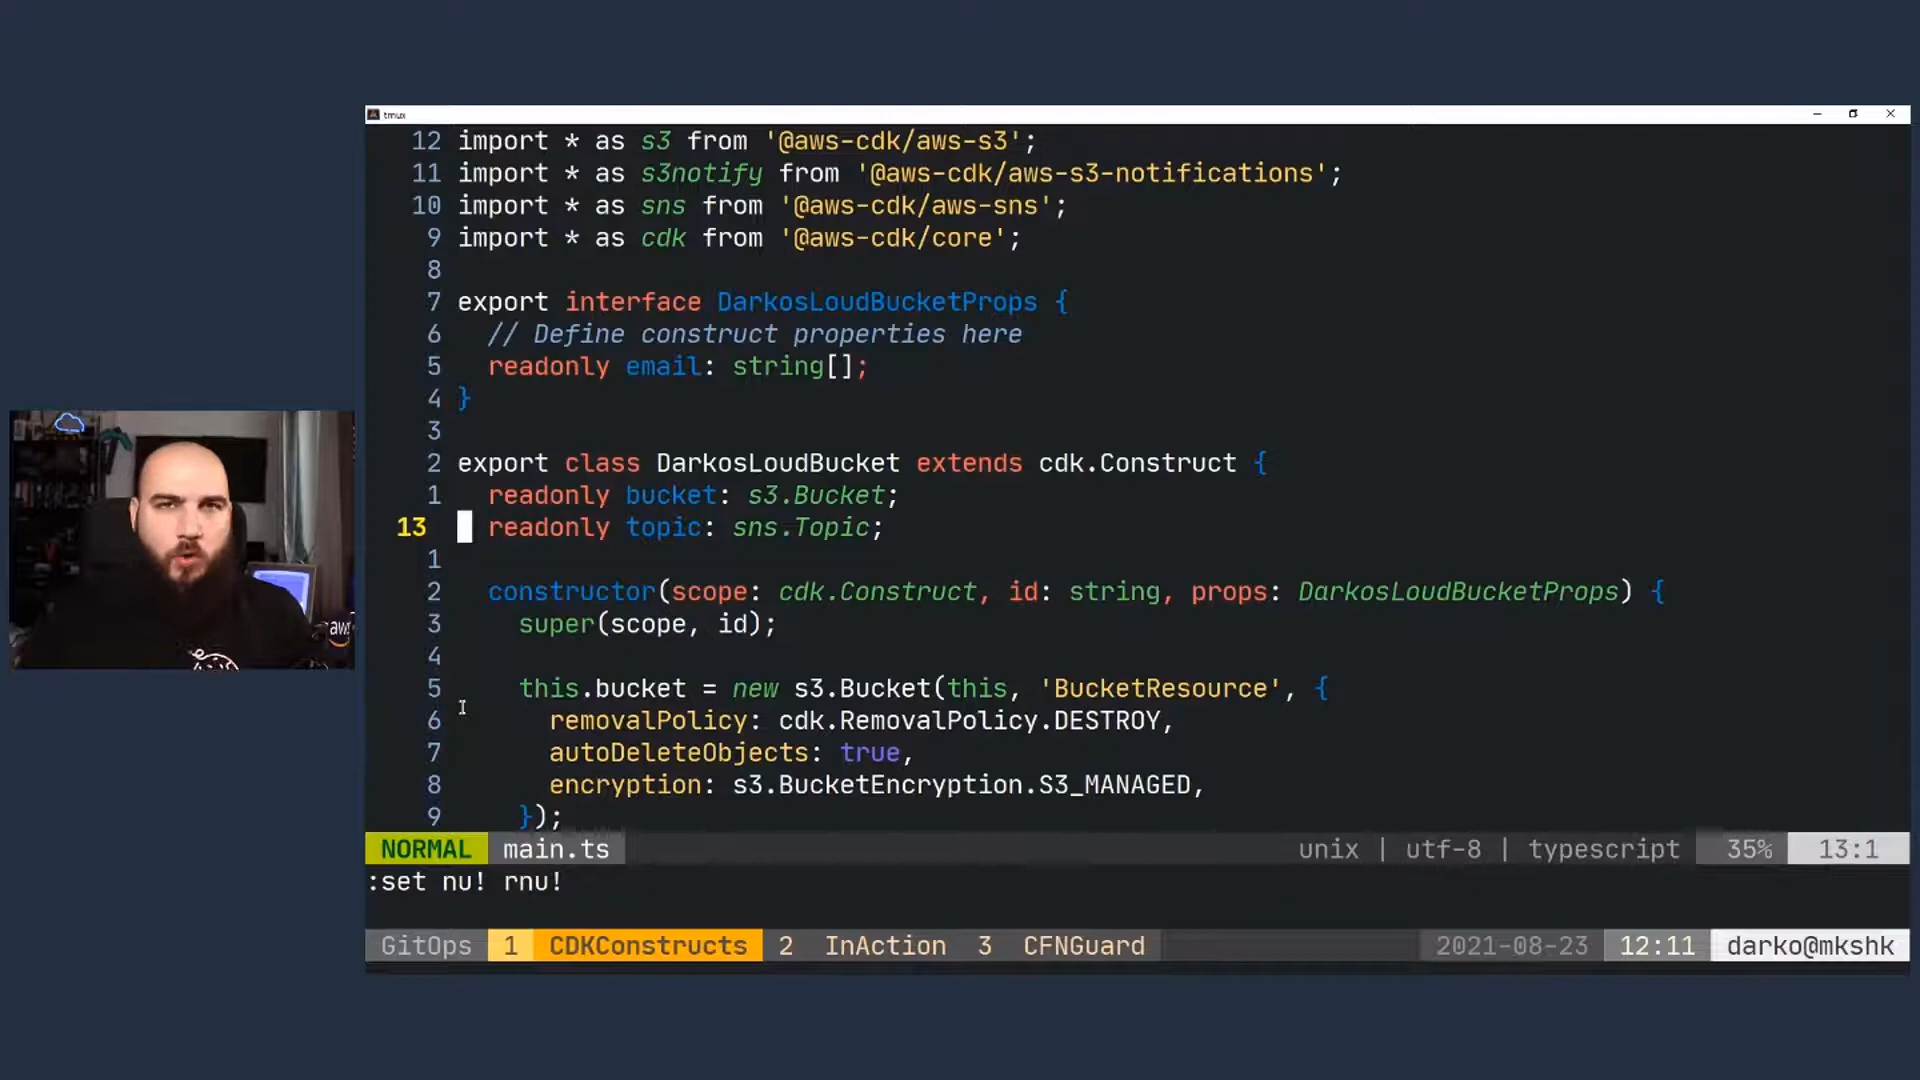 tmux
12 import * as s3 from '@aws-cdk/aws-s3';
11 import * as s3notify from '@aws-cdk/aws-s3-notifications';
10 import * as sns from '@aws-cdk/aws-sns';
9 import * as cdk from '@aws-cdk/core';
8
7 export interface DarkosLoudBucketProps {
6 // Define construct properties here
5 readonly email: string[];
4 }
3
2 export class DarkosLoudBucket extends cdk.Construct {
1 readonly bucket: s3.Bucket;
13 readonly topic: sns.Topic;
1
2 constructor(scope: cdk.Construct, id: string, props: DarkosLoudBucketProps) {
3 super(scope, id);
4
5 this.bucket = new s3.Bucket(this, 'BucketResource', {
6 removalPolicy: cdk.RemovalPolicy.DESTROY,
7 autoDeleteObjects: true,
8 encryption: s3.BucketEncryption.S3_MANAGED,
9 });
NORMAL main.ts unix | utf-8 | typescript 35% 13:1
:set nu! rnu!
GitOps 1 CDKConstructs 2 InAction 3 CFNGuard 2021-08-23 12:11 darko@mkshk
aws